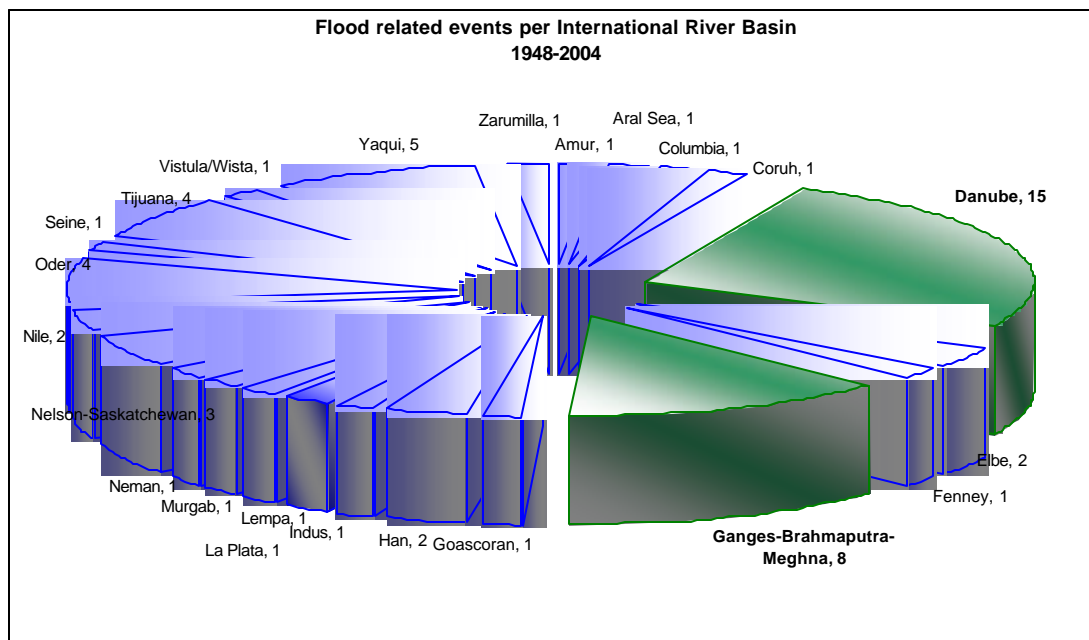 Flood related events per International River Basin
1948-2004
Zarumilla, 1
Aral Sea, 1
Yaqui, 5
Amur, 1
Columbia, 1
Vistula/Wista, 1
Coruh, 1
Tijuana, 4
Danube, 15
Seine, 1
Oder, 4
Nile, 2
Nelson-Saskatchewan, 3
Elbe, 2
Neman, 1
Fenney, 1
Murgab, 1
Lempa, 1
Indus, 1
La Plata, 1
Han, 2
Goascoran, 1
Ganges-Brahmaputra-
Meghna, 8